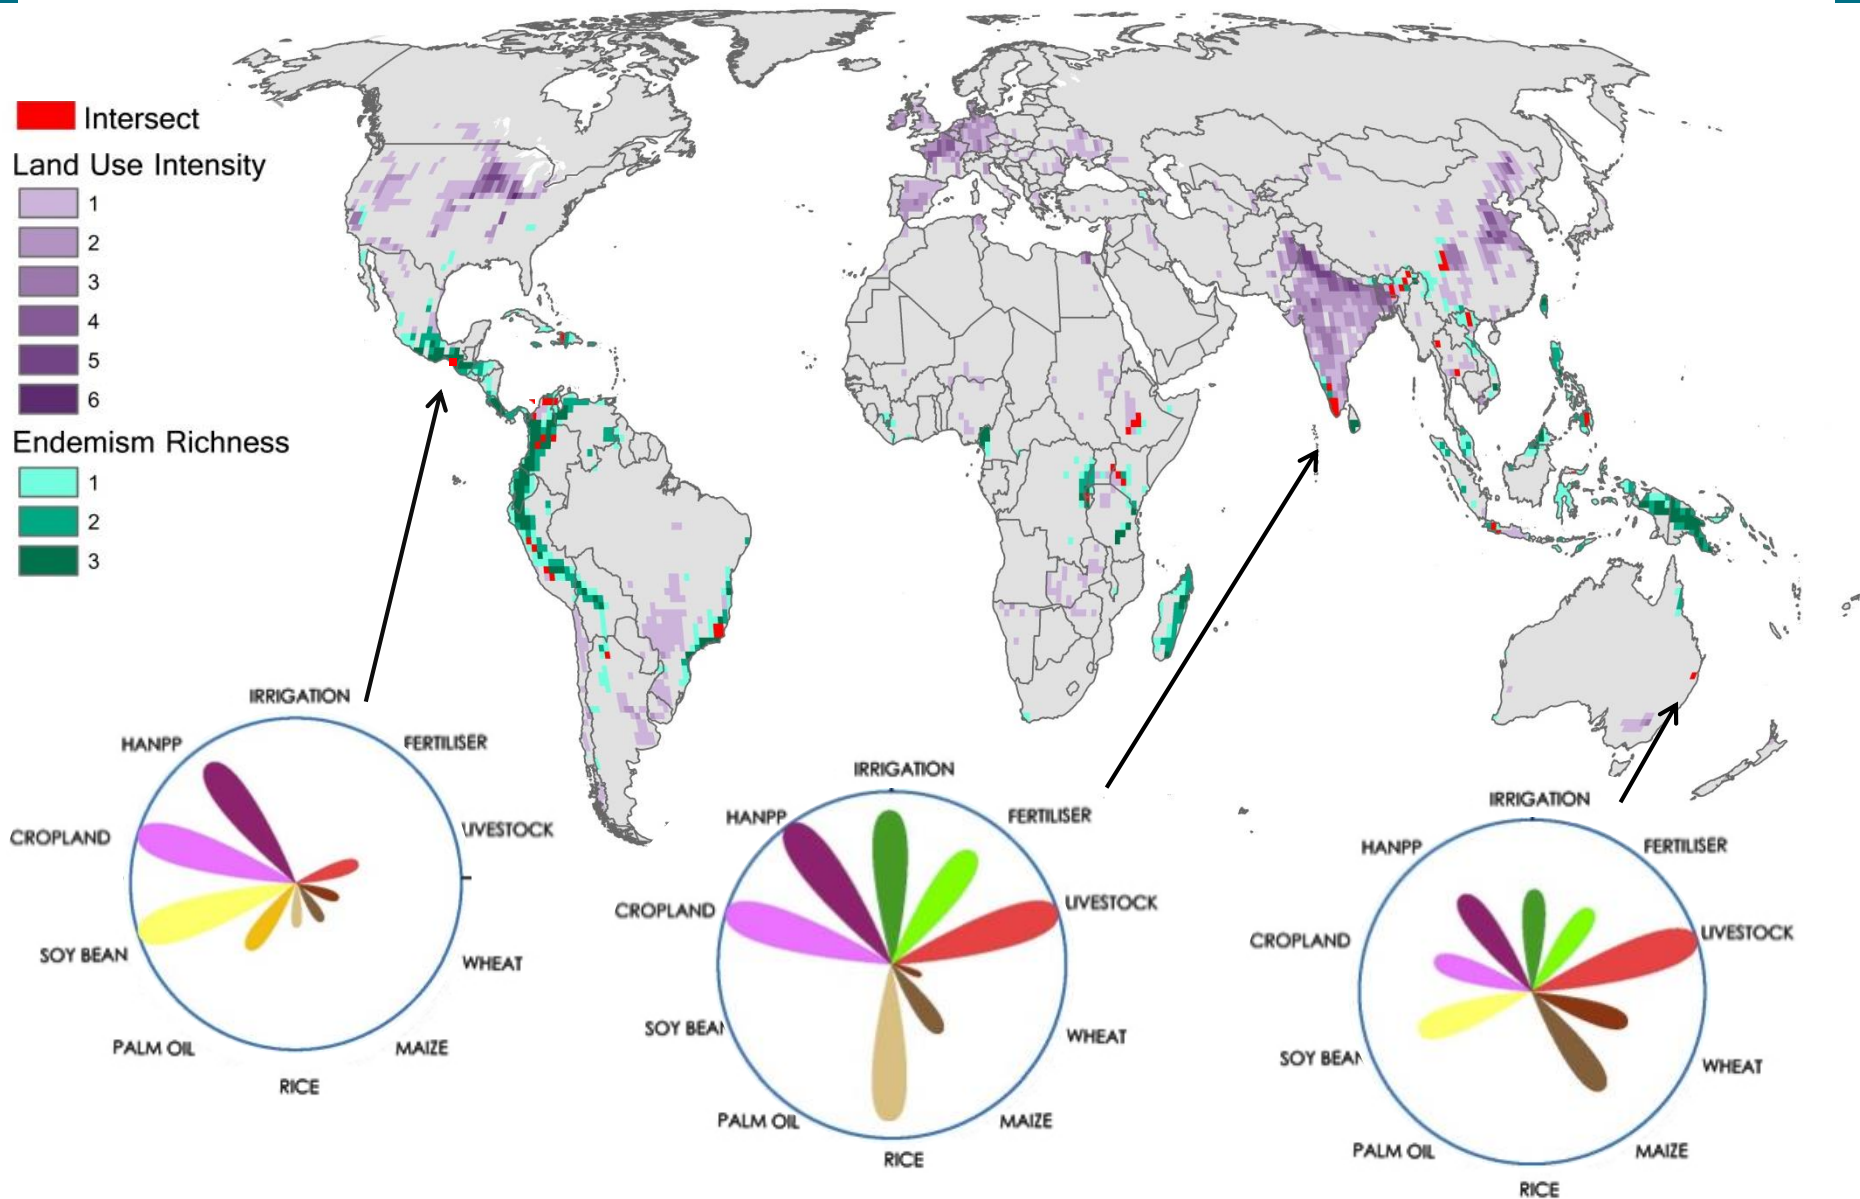 Intersect
Land Use Intensity
1
2
3
4
5
6
Endemism Richness
1
2
3
IRRIGATION
HANPP
FERTILISER
CROPLAND
LIVESTOCK
SOY BEAN
WHEAT
PALM OIL
MAIZE
RICE
IRRIGATION
HANPP
FERTILISER
CROPLAND
LIVESTOCK
SOY BEAN
WHEAT
PALM OIL
MAIZE
RICE
IRRIGATION
HANPP
FERTILISER
CROPLAND
LIVESTOCK
SOY BEAN
WHEAT
PALM OIL
MAIZE
RICE